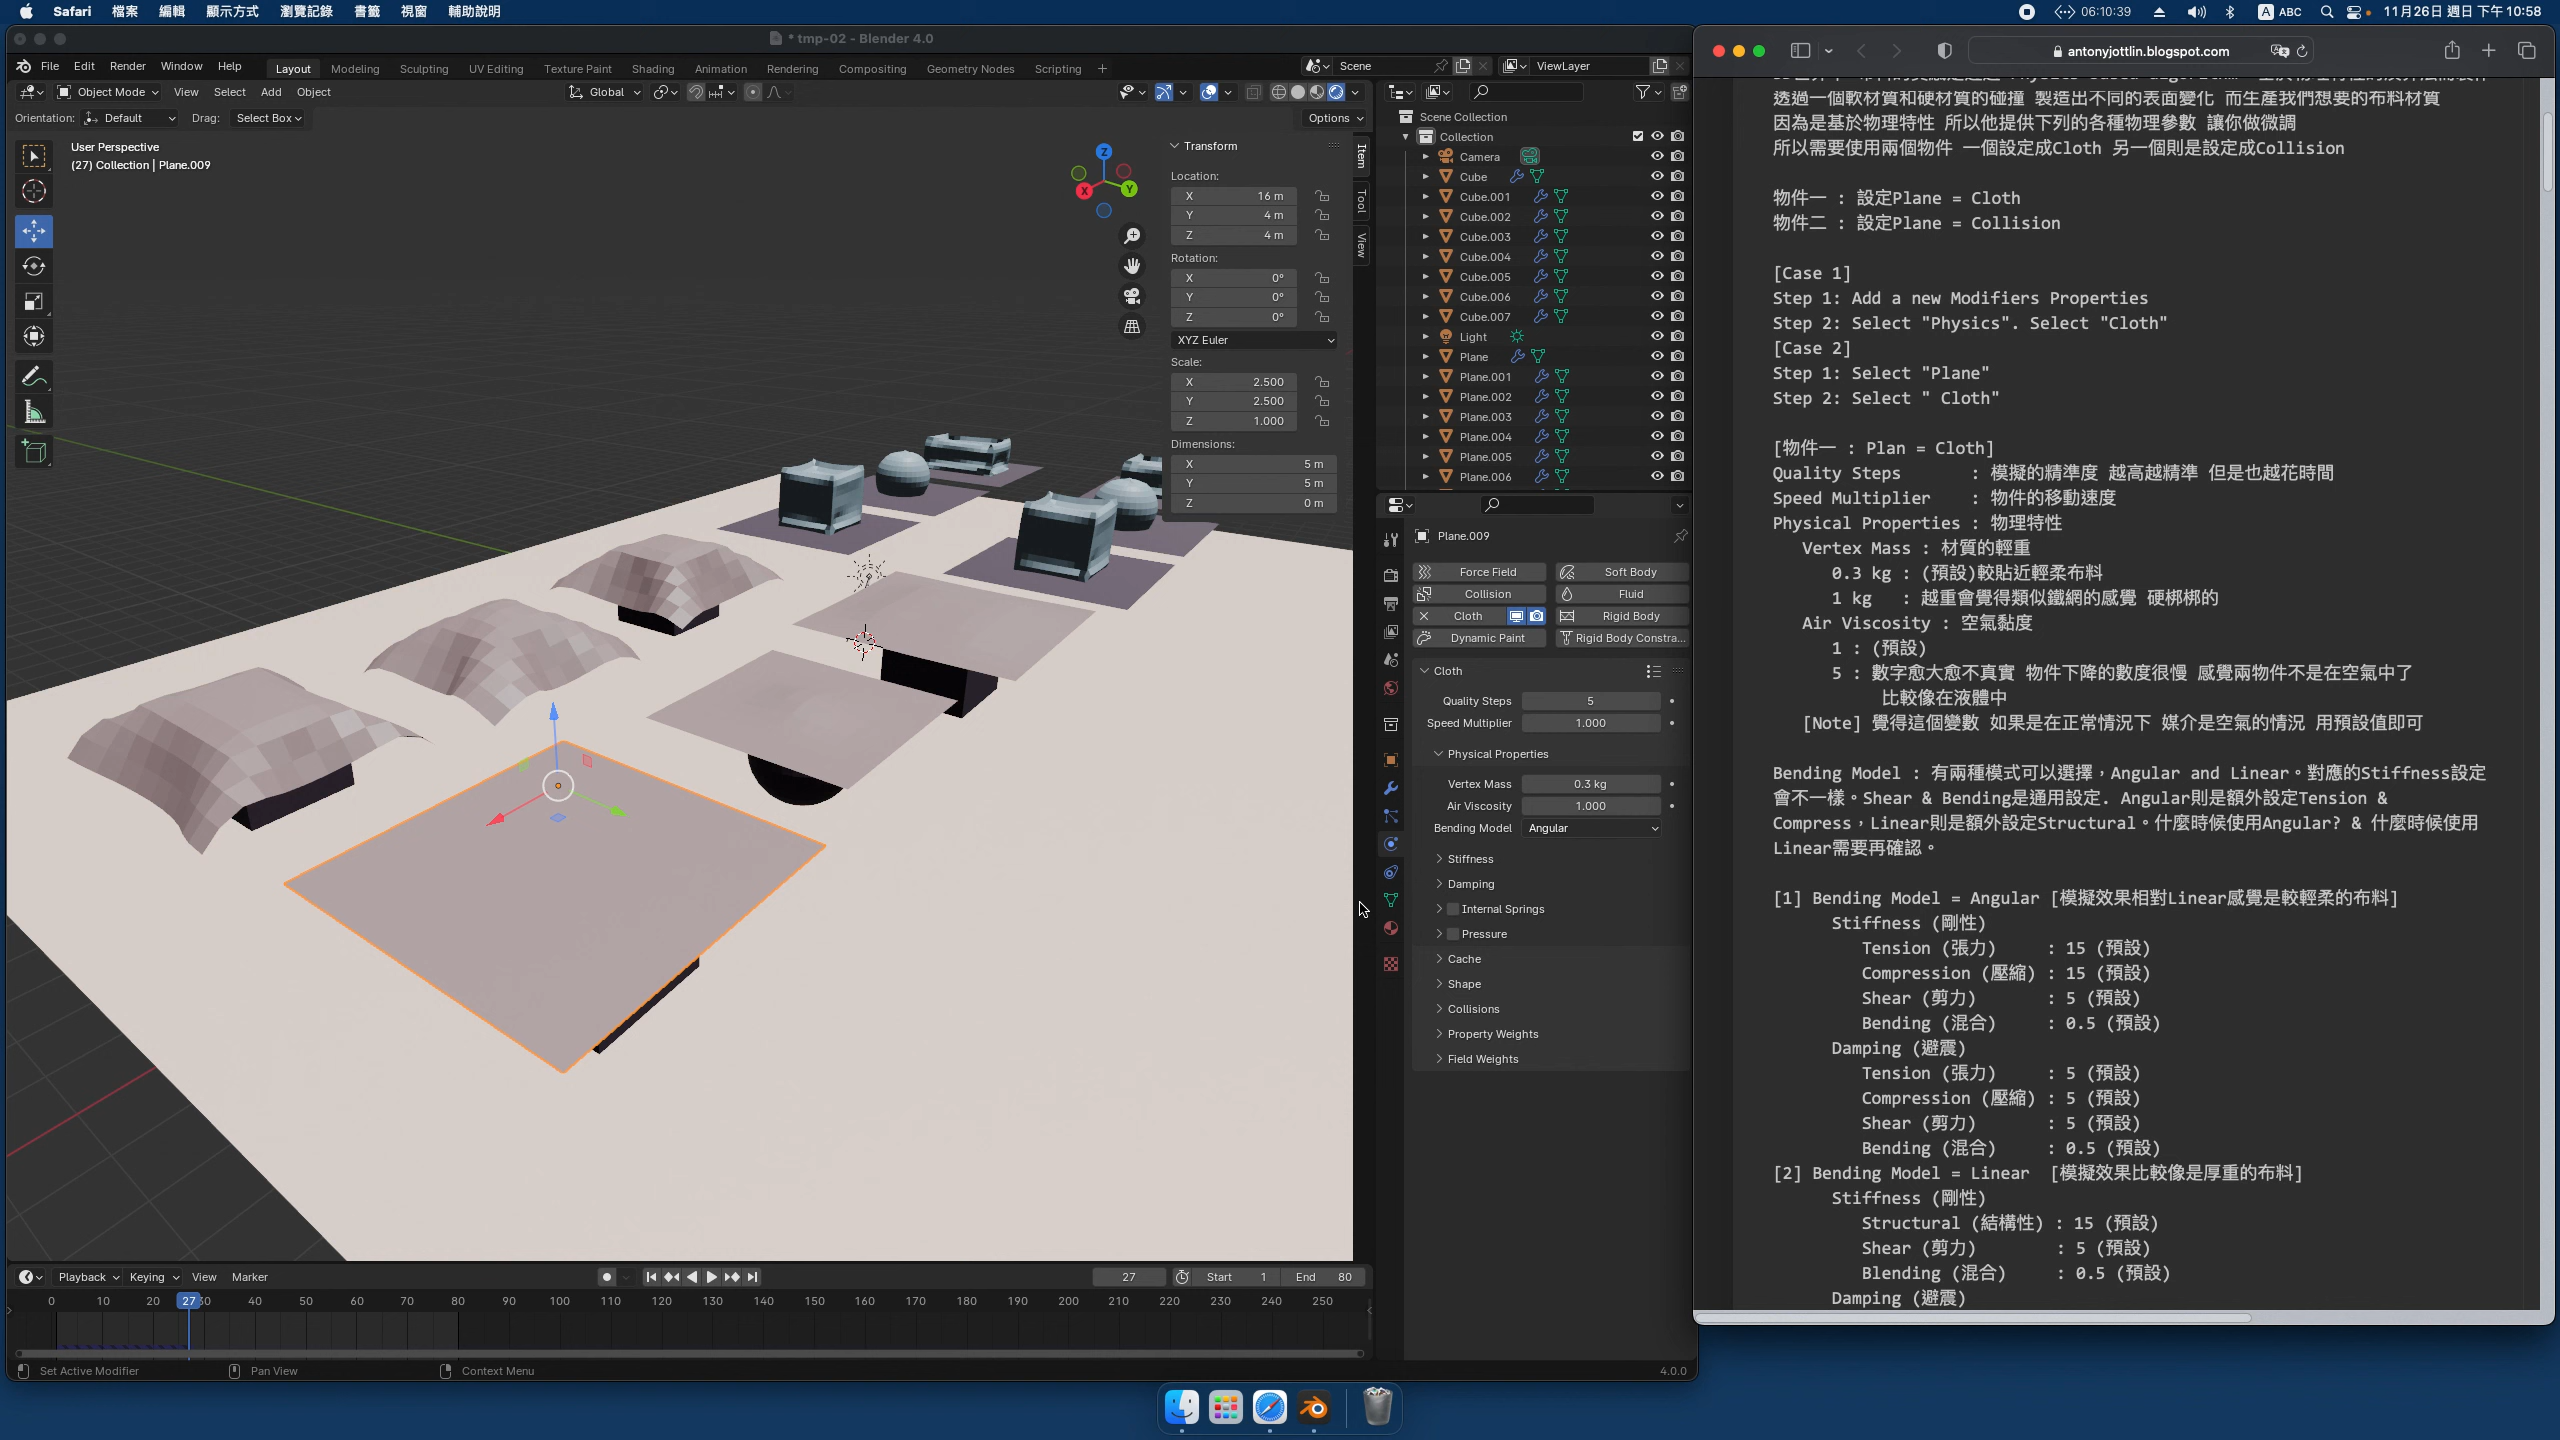 Safari 檔案 編輯 顯示方式 瀏覽記錄 書籤 視窗 輔助說明
06:10:39 A ABC 11月26日 週日 下午 10:58
* tmp-02 - Blender 4.0
File Edit Render Window Help Layout Modeling Sculpting UV Editing Texture Paint Shading Animation Rendering Compositing Geometry Nodes Scripting +
Scene ViewLayer
Object Mode View Select Add Object Global
Orientation: Default Drag: Select Box Options
User Perspective
(27) Collection | Plane.009
Z
X
Y
Transform
Location:
X 16 m
Y 4 m
Z 4 m
Rotation:
X 0°
Y 0°
Z 0°
XYZ Euler
Scale:
X 2.500
Y 2.500
Z 1.000
Dimensions:
X 5 m
Y 5 m
Z 0 m
Item
Tool
View
Scene Collection
Collection
Camera
Cube
Cube.001
Cube.002
Cube.003
Cube.004
Cube.005
Cube.006
Cube.007
Light
Plane
Plane.001
Plane.002
Plane.003
Plane.004
Plane.005
Plane.006
Plane.009
Force Field Soft Body
Collision Fluid
Cloth Rigid Body
Dynamic Paint Rigid Body Constra...
Cloth
Quality Steps 5
Speed Multiplier 1.000
Physical Properties
Vertex Mass 0.3 kg
Air Viscosity 1.000
Bending Model Angular
Stiffness
Damping
Internal Springs
Pressure
Cache
Shape
Collisions
Property Weights
Field Weights
Playback Keying View Marker 27 Start 1 End 80
0 10 20 27 30 40 50 60 70 80 90 100 110 120 130 140 150 160 170 180 190 200 210 220 230 240 250
Set Active Modifier Pan View Context Menu 4.0.0
antonyjottlin.blogspot.com
透過一個軟材質和硬材質的碰撞 製造出不同的表面變化 而生產我們想要的布料材質
因為是基於物理特性 所以他提供下列的各種物理參數 讓你做微調
所以需要使用兩個物件 一個設定成Cloth 另一個則是設定成Collision
物件一 : 設定Plane = Cloth
物件二 : 設定Plane = Collision
[Case 1]
Step 1: Add a new Modifiers Properties
Step 2: Select "Physics". Select "Cloth"
[Case 2]
Step 1: Select "Plane"
Step 2: Select " Cloth"
[物件一 : Plan = Cloth]
Quality Steps : 模擬的精準度 越高越精準 但是也越花時間
Speed Multiplier : 物件的移動速度
Physical Properties : 物理特性
Vertex Mass : 材質的輕重
0.3 kg : (預設)較貼近輕柔布料
1 kg : 越重會覺得類似鐵網的感覺 硬梆梆的
Air Viscosity : 空氣黏度
1 : (預設)
5 : 數字愈大愈不真實 物件下降的數度很慢 感覺兩物件不是在空氣中了
比較像在液體中
[Note] 覺得這個變數 如果是在正常情況下 媒介是空氣的情況 用預設值即可
Bending Model : 有兩種模式可以選擇，Angular and Linear。對應的Stiffness設定
會不一樣。Shear & Bending是通用設定. Angular則是額外設定Tension &
Compress，Linear則是額外設定Structural。什麼時候使用Angular? & 什麼時候使用
Linear需要再確認。
[1] Bending Model = Angular [模擬效果相對Linear感覺是較輕柔的布料]
Stiffness (剛性)
Tension (張力) : 15 (預設)
Compression (壓縮) : 15 (預設)
Shear (剪力) : 5 (預設)
Bending (混合) : 0.5 (預設)
Damping (避震)
Tension (張力) : 5 (預設)
Compression (壓縮) : 5 (預設)
Shear (剪力) : 5 (預設)
Bending (混合) : 0.5 (預設)
[2] Bending Model = Linear [模擬效果比較像是厚重的布料]
Stiffness (剛性)
Structural (結構性) : 15 (預設)
Shear (剪力) : 5 (預設)
Blending (混合) : 0.5 (預設)
Damping (避震)